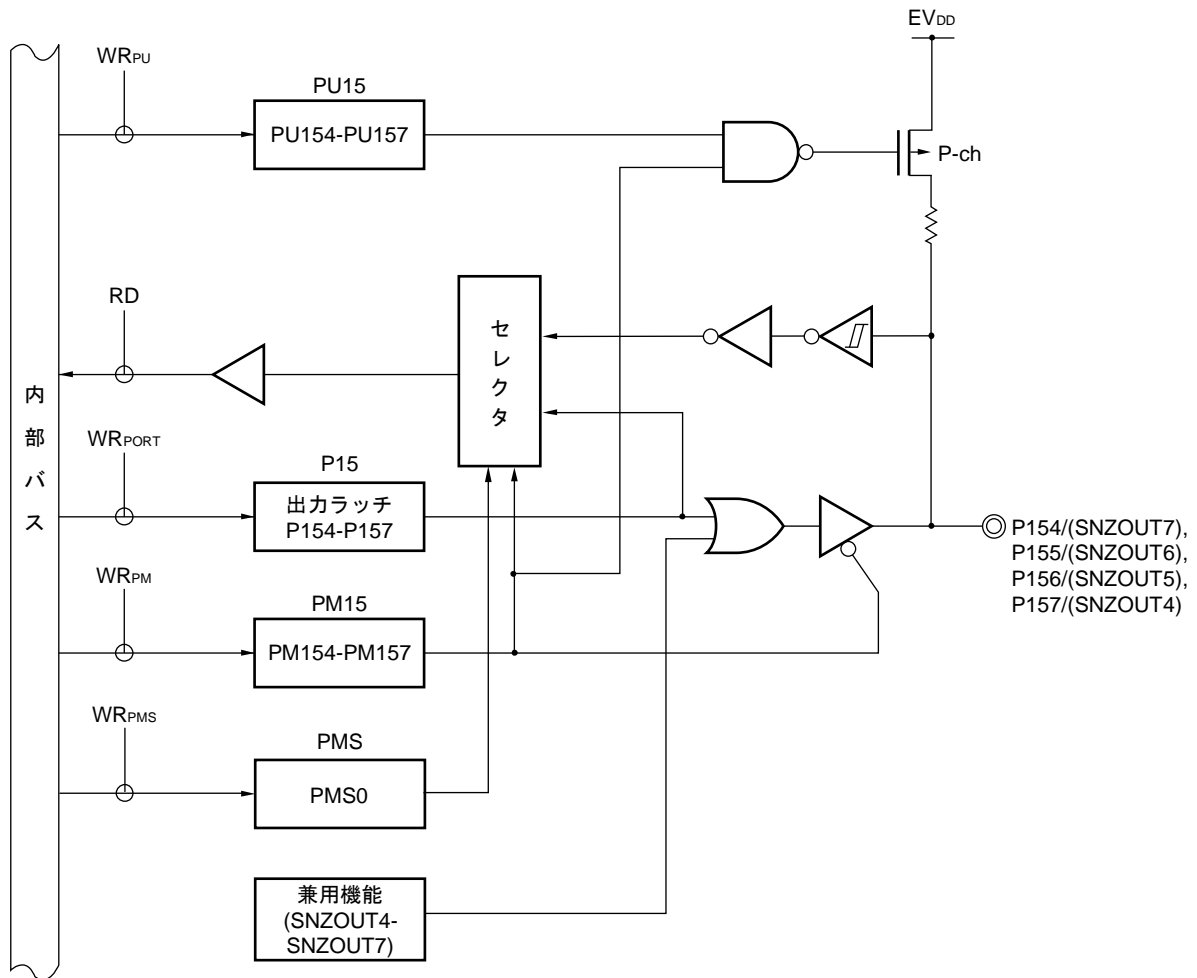 EVDD
WRPU
PU15
PU154-PU157
P-ch
RD
セレクタ
内部バス
WRPORT
P15
出力ラッチ
P154-P157
P154/(SNZOUT7),
P155/(SNZOUT6),
P156/(SNZOUT5),
P157/(SNZOUT4)
WRPM
PM15
PM154-PM157
WRPMS
PMS
PMS0
兼用機能
(SNZOUT4-
SNZOUT7)